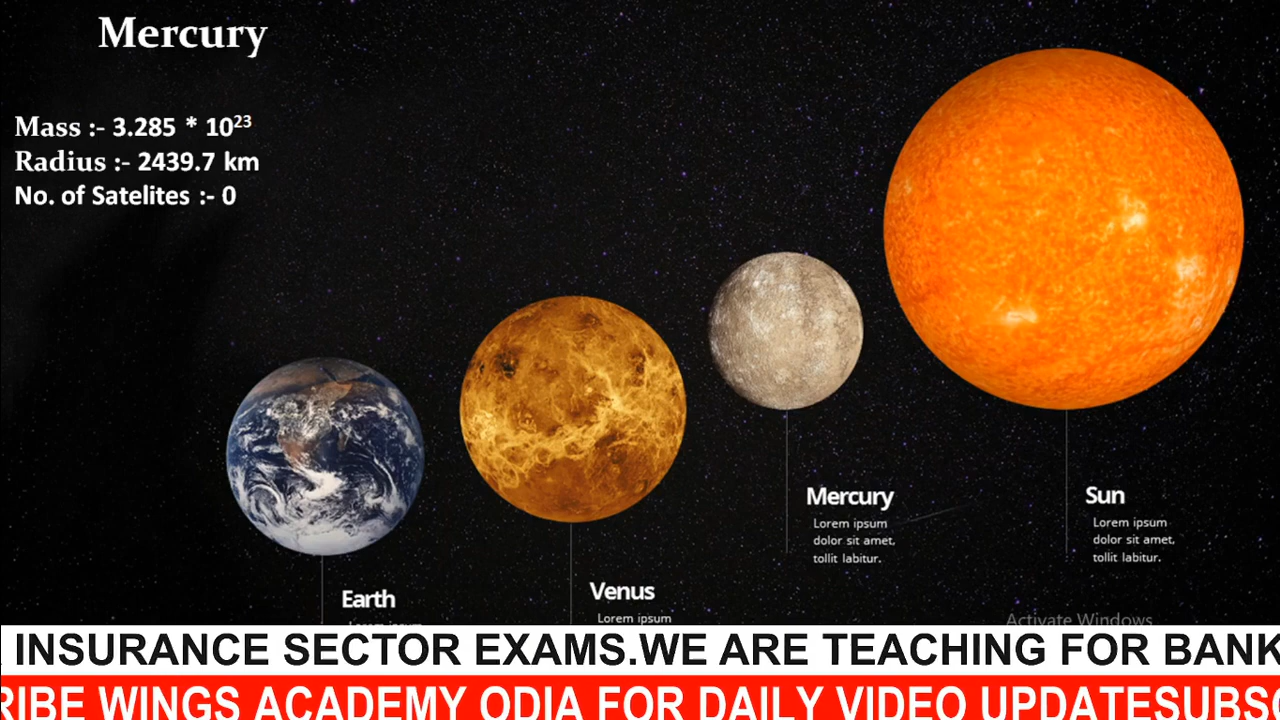 Mercury
Mass :- 3.285 * 10²³
Radius :- 2439.7 km
No. of Satelites :- 0
Mercury
Lorem ipsum
dolor sit amet,
tollit labitur.
Sun
Lorem ipsum
dolor sit amet,
tollit labitur.
Venus
Lorem ipsum
Earth
Lorem ipsum
Activate Windows
INSURANCE SECTOR EXAMS.WE ARE TEACHING FOR BANK
RIBE WINGS ACADEMY ODIA FOR DAILY VIDEO UPDATESUBSC